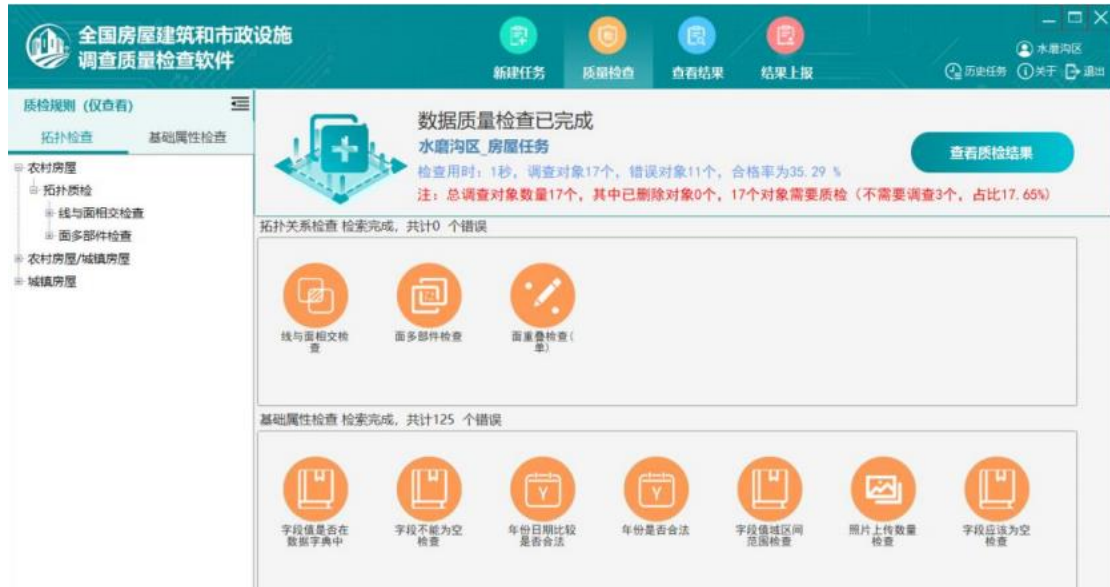 全国房屋建筑和市政设施
调查质量检查软件
新建任务
质量检查
查看结果
结果上报
水磨沟区
历史任务
关于
退出
质检规则（仅查看）
拓扑检查
基础属性检查
农村房屋
拓扑质检
线与面相交检查
面多部件检查
农村房屋/城镇房屋
城镇房屋
数据质量检查已完成
水磨沟区_房屋任务
检查用时：1秒，调查对象17个，错误对象11个，合格率为35.29 %
注：总调查对象数量17个，其中已删除对象0个，17个对象需要质检（不需要调查3个，占比17.65%）
查看质检结果
拓扑关系检查 检索完成，共计0 个错误
线与面相交检
查
面多部件检查
面重叠检查(
单)
基础属性检查 检索完成，共计125 个错误
字段值是否在
数据字典中
字段不能为空
检查
年份日期比较
是否合法
年份是否合法
字段值域区间
范围检查
照片上传数量
检查
字段应该为空
检查